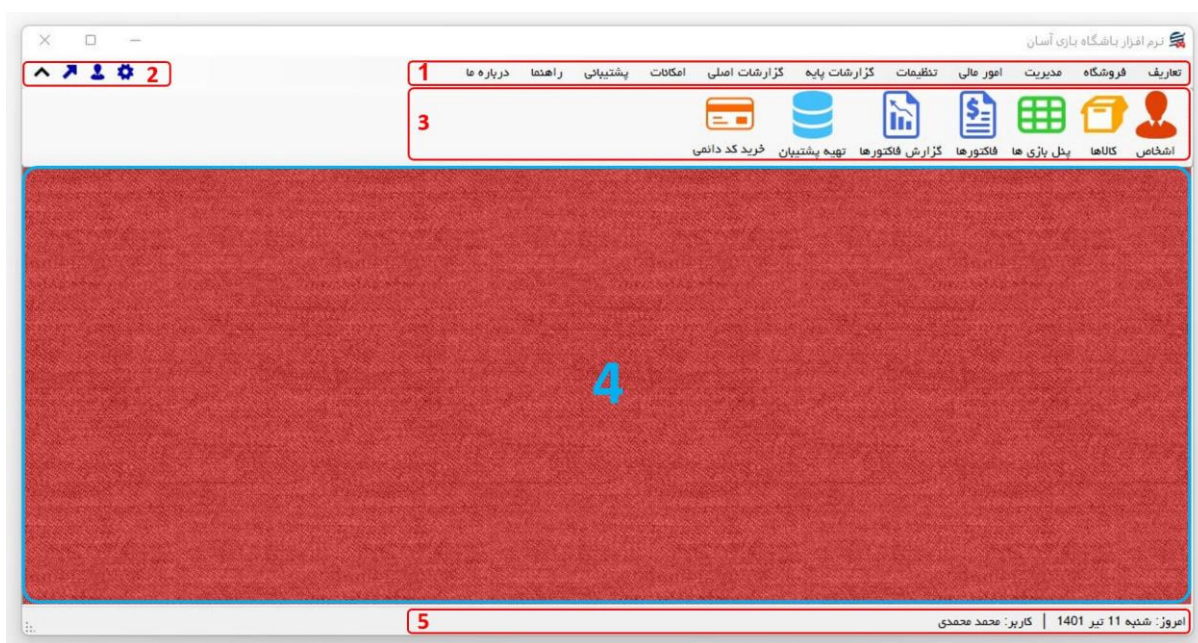 نرم افزار باشگاه بازی آسان
تعاریف فروشگاه مدیریت امور مالی تنظیمات گزارشات پایه گزارشات اصلی امکانات پشتیبانی راهنما درباره ما 1
2
3
اشخاص کالاها پنل بازی ها فاکتورها گزارش فاکتورها تهیه پشتیبان خرید کد دائمی
4
امروز: شنبه 11 تیر 1401 | کاربر: محمد محمدی 5